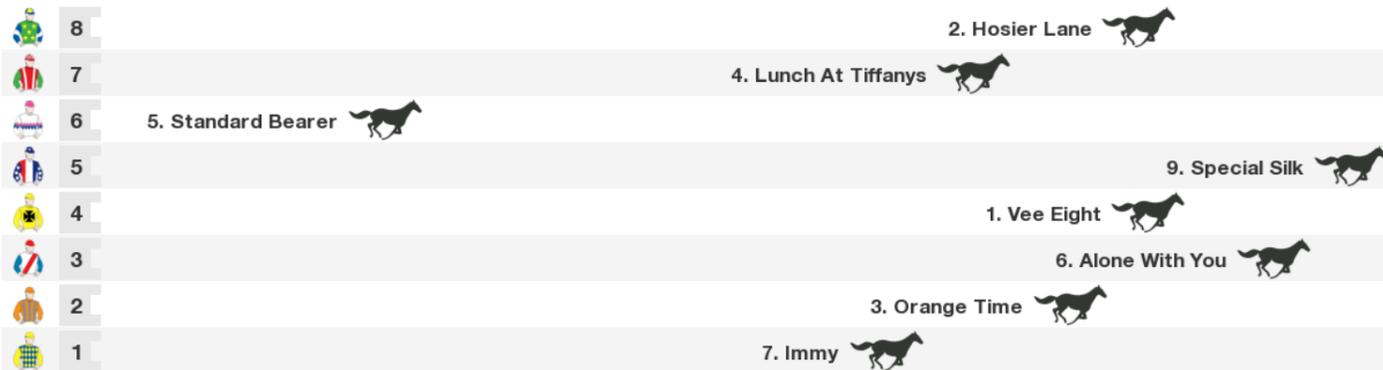 8 2. Hosier Lane
7 4. Lunch At Tiffanys
6 5. Standard Bearer
5 9. Special Silk
4 1. Vee Eight
3 6. Alone With You
2 3. Orange Time
1 7. Immy